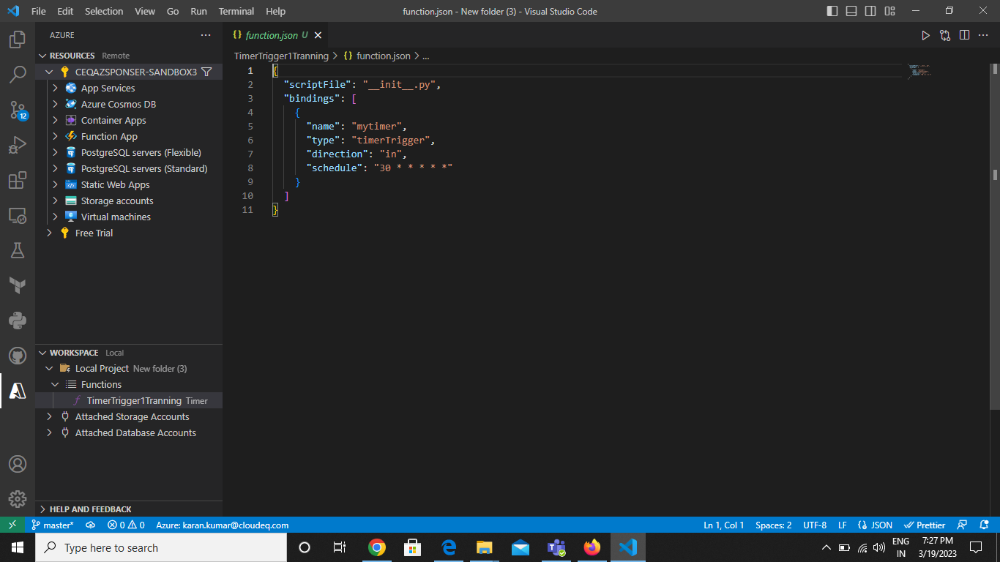 File Edit Selection View Go Run Terminal Help
function.json - New folder (3) - Visual Studio Code
AZURE
RESOURCES Remote
CEQAZSPONSER-SANDBOX3
App Services
Azure Cosmos DB
Container Apps
Function App
PostgreSQL servers (Flexible)
PostgreSQL servers (Standard)
Static Web Apps
Storage accounts
Virtual machines
Free Trial
12
WORKSPACE Local
Local Project New folder (3)
Functions
TimerTrigger1Tranning Timer
Attached Storage Accounts
Attached Database Accounts
HELP AND FEEDBACK
{} function.json U
TimerTrigger1Tranning > {} function.json > ...
1 {
2 "scriptFile": "__init__.py",
3 "bindings": [
4 {
5 "name": "mytimer",
6 "type": "timerTrigger",
7 "direction": "in",
8 "schedule": "30 * * * * *"
9 }
10 ]
11 }
master* 0 0 Azure: karan.kumar@cloudeq.com
Ln 1, Col 1 Spaces: 2 UTF-8 LF {} JSON Prettier
Type here to search
ENG
IN
7:27 PM
3/19/2023